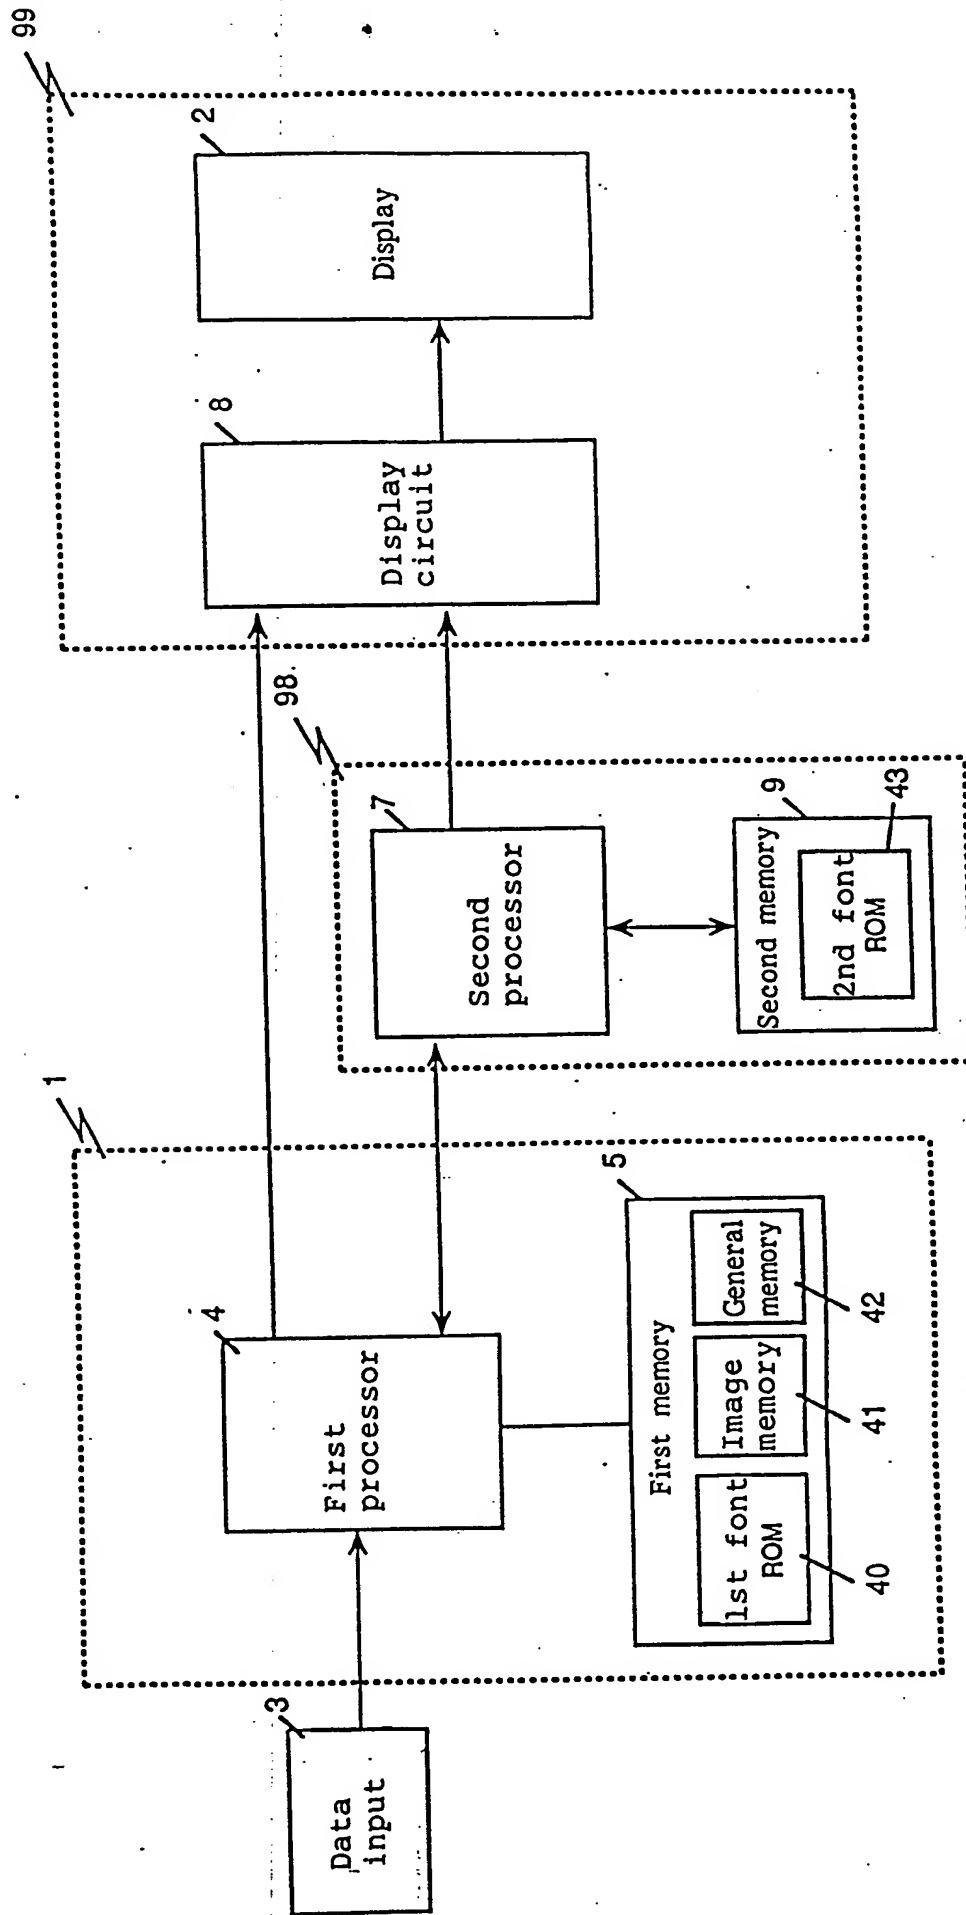 99
2
Display
8
Display
circuit
98.
7
Second
processor
9
Second memory
43
2nd font
ROM
1
4
First
processor
5
First memory
General
memory
42
Image
memory
41
1st font
ROM
40
3
Data
input